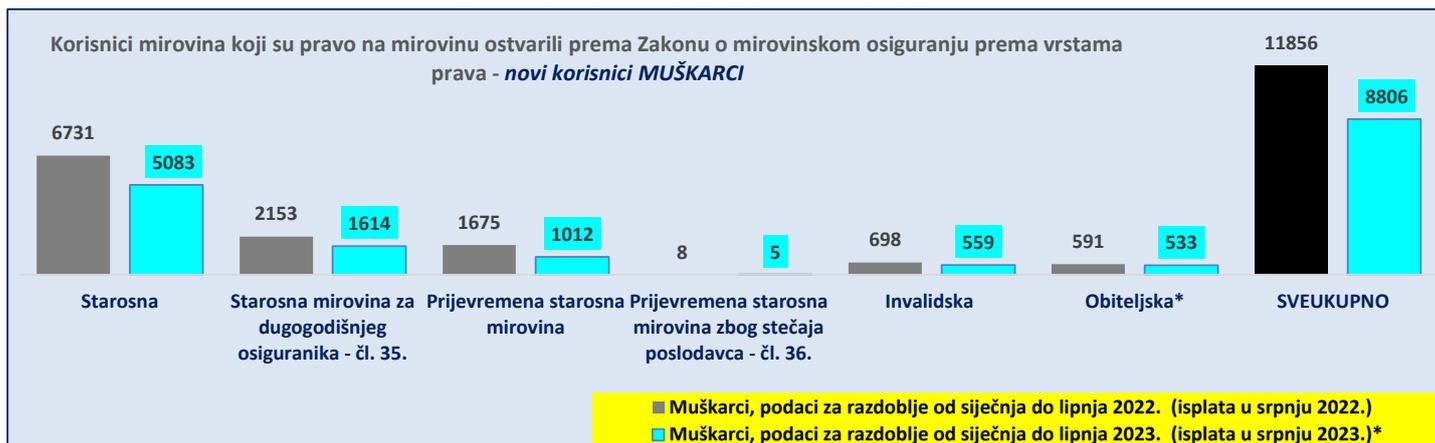 Korisnici mirovina koji su pravo na mirovinu ostvarili prema Zakonu o mirovinskom osiguranju prema vrstama
prava - novi korisnici MUŠKARCI
11856
8806
6731
5083
2153
1614
1675
1012
8
5
698
559
591
533
Starosna
Starosna mirovina za
dugogodišnjeg
osiguranika - čl. 35.
Prijevremena starosna
mirovina
Prijevremena starosna
mirovina zbog stečaja
poslodavca - čl. 36.
Invalidska
Obiteljska*
SVEUKUPNO
Muškarci, podaci za razdoblje od siječnja do lipnja 2022. (isplata u srpnju 2022.)
Muškarci, podaci za razdoblje od siječnja do lipnja 2023. (isplata u srpnju 2023.)*